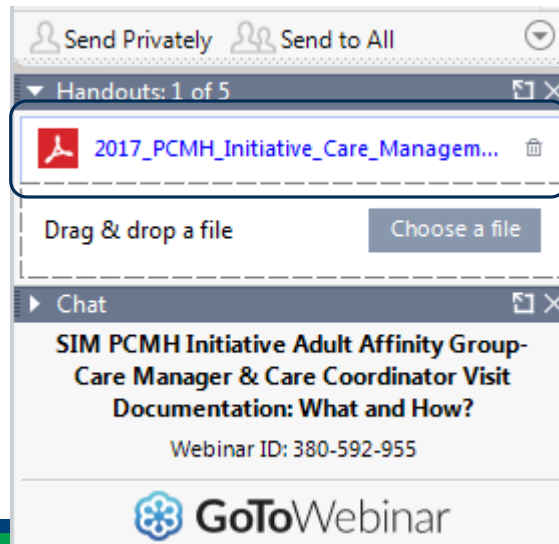 Send Privately Send to All
Handouts: 1 of 5
2017_PCMH_Initiative_Care_Managem...
Drag & drop a file Choose a file
Chat
SIM PCMH Initiative Adult Affinity Group-
Care Manager & Care Coordinator Visit
Documentation: What and How?
Webinar ID: 380-592-955
GoToWebinar